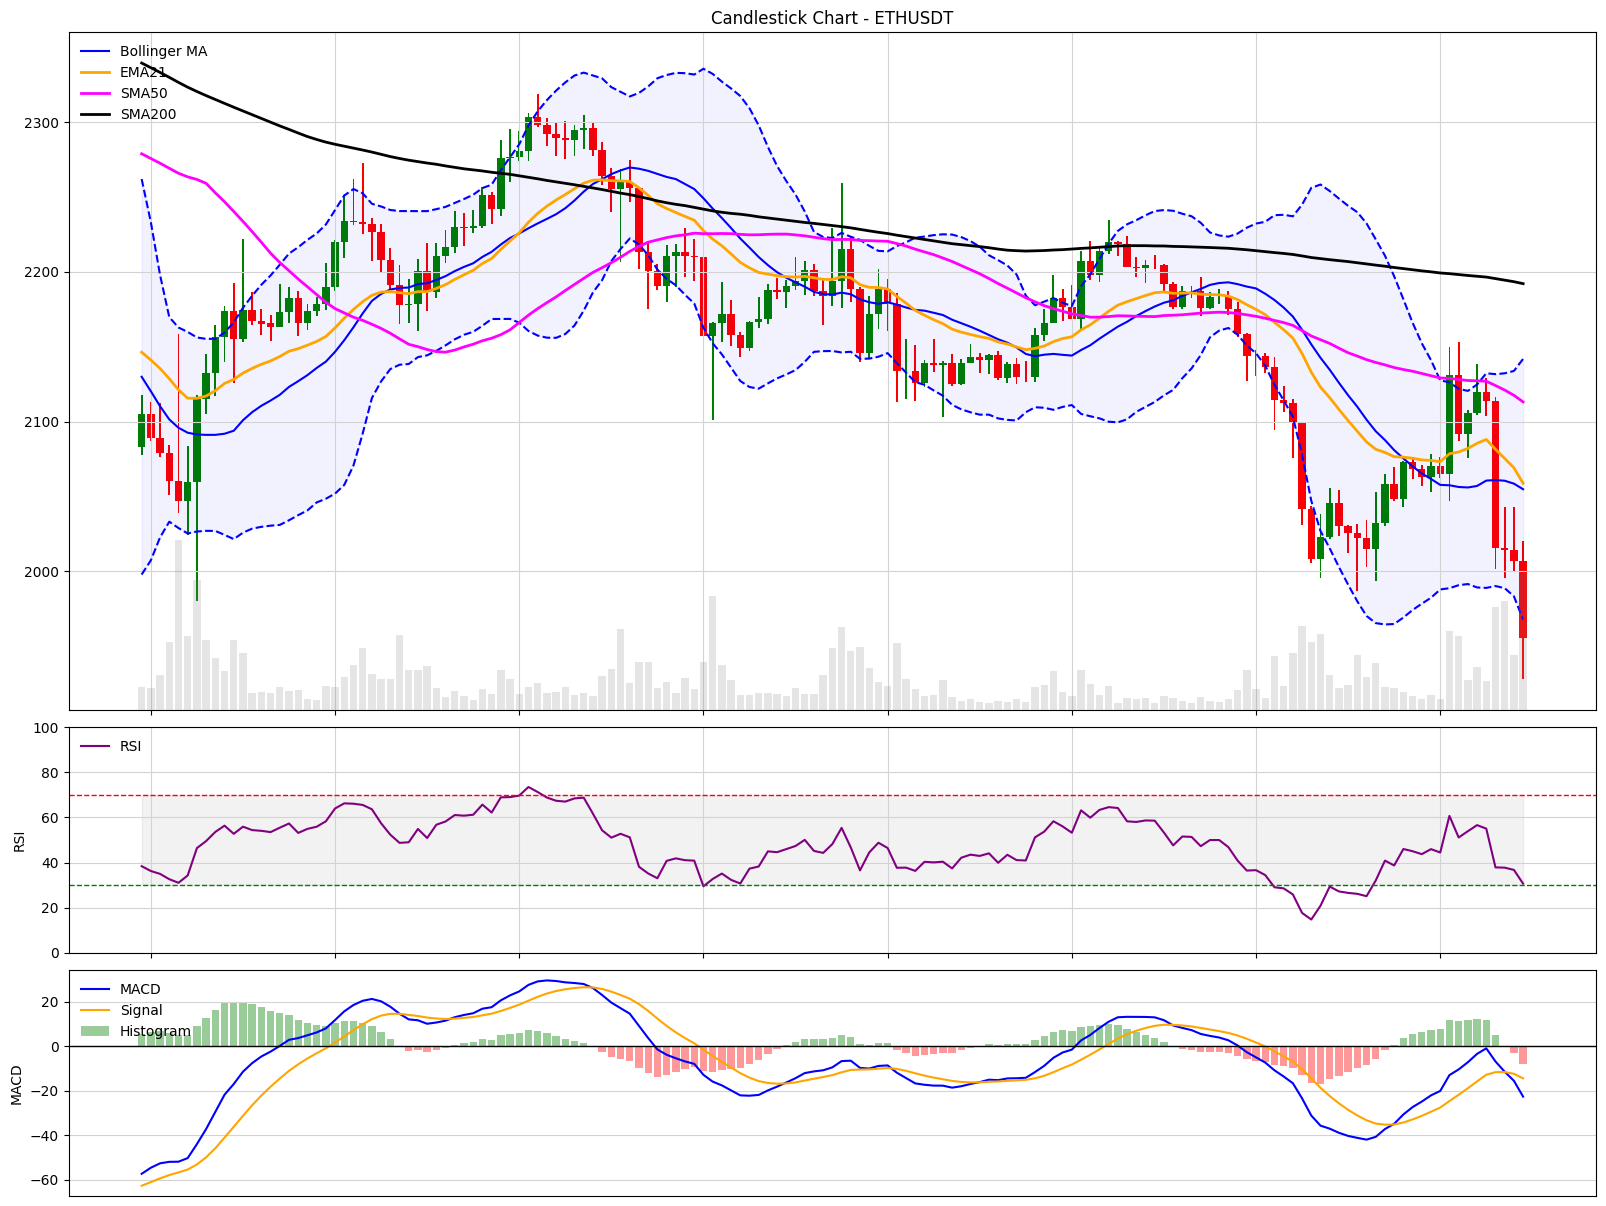 Candlestick Chart - ETHUSDT
Bollinger MA
EMA21
SMA50
SMA200
2300
2200
2100
2000
RSI
100
80
60
40
20
0
RSI
MACD
Signal
Histogram
20
0
−20
−40
−60
MACD